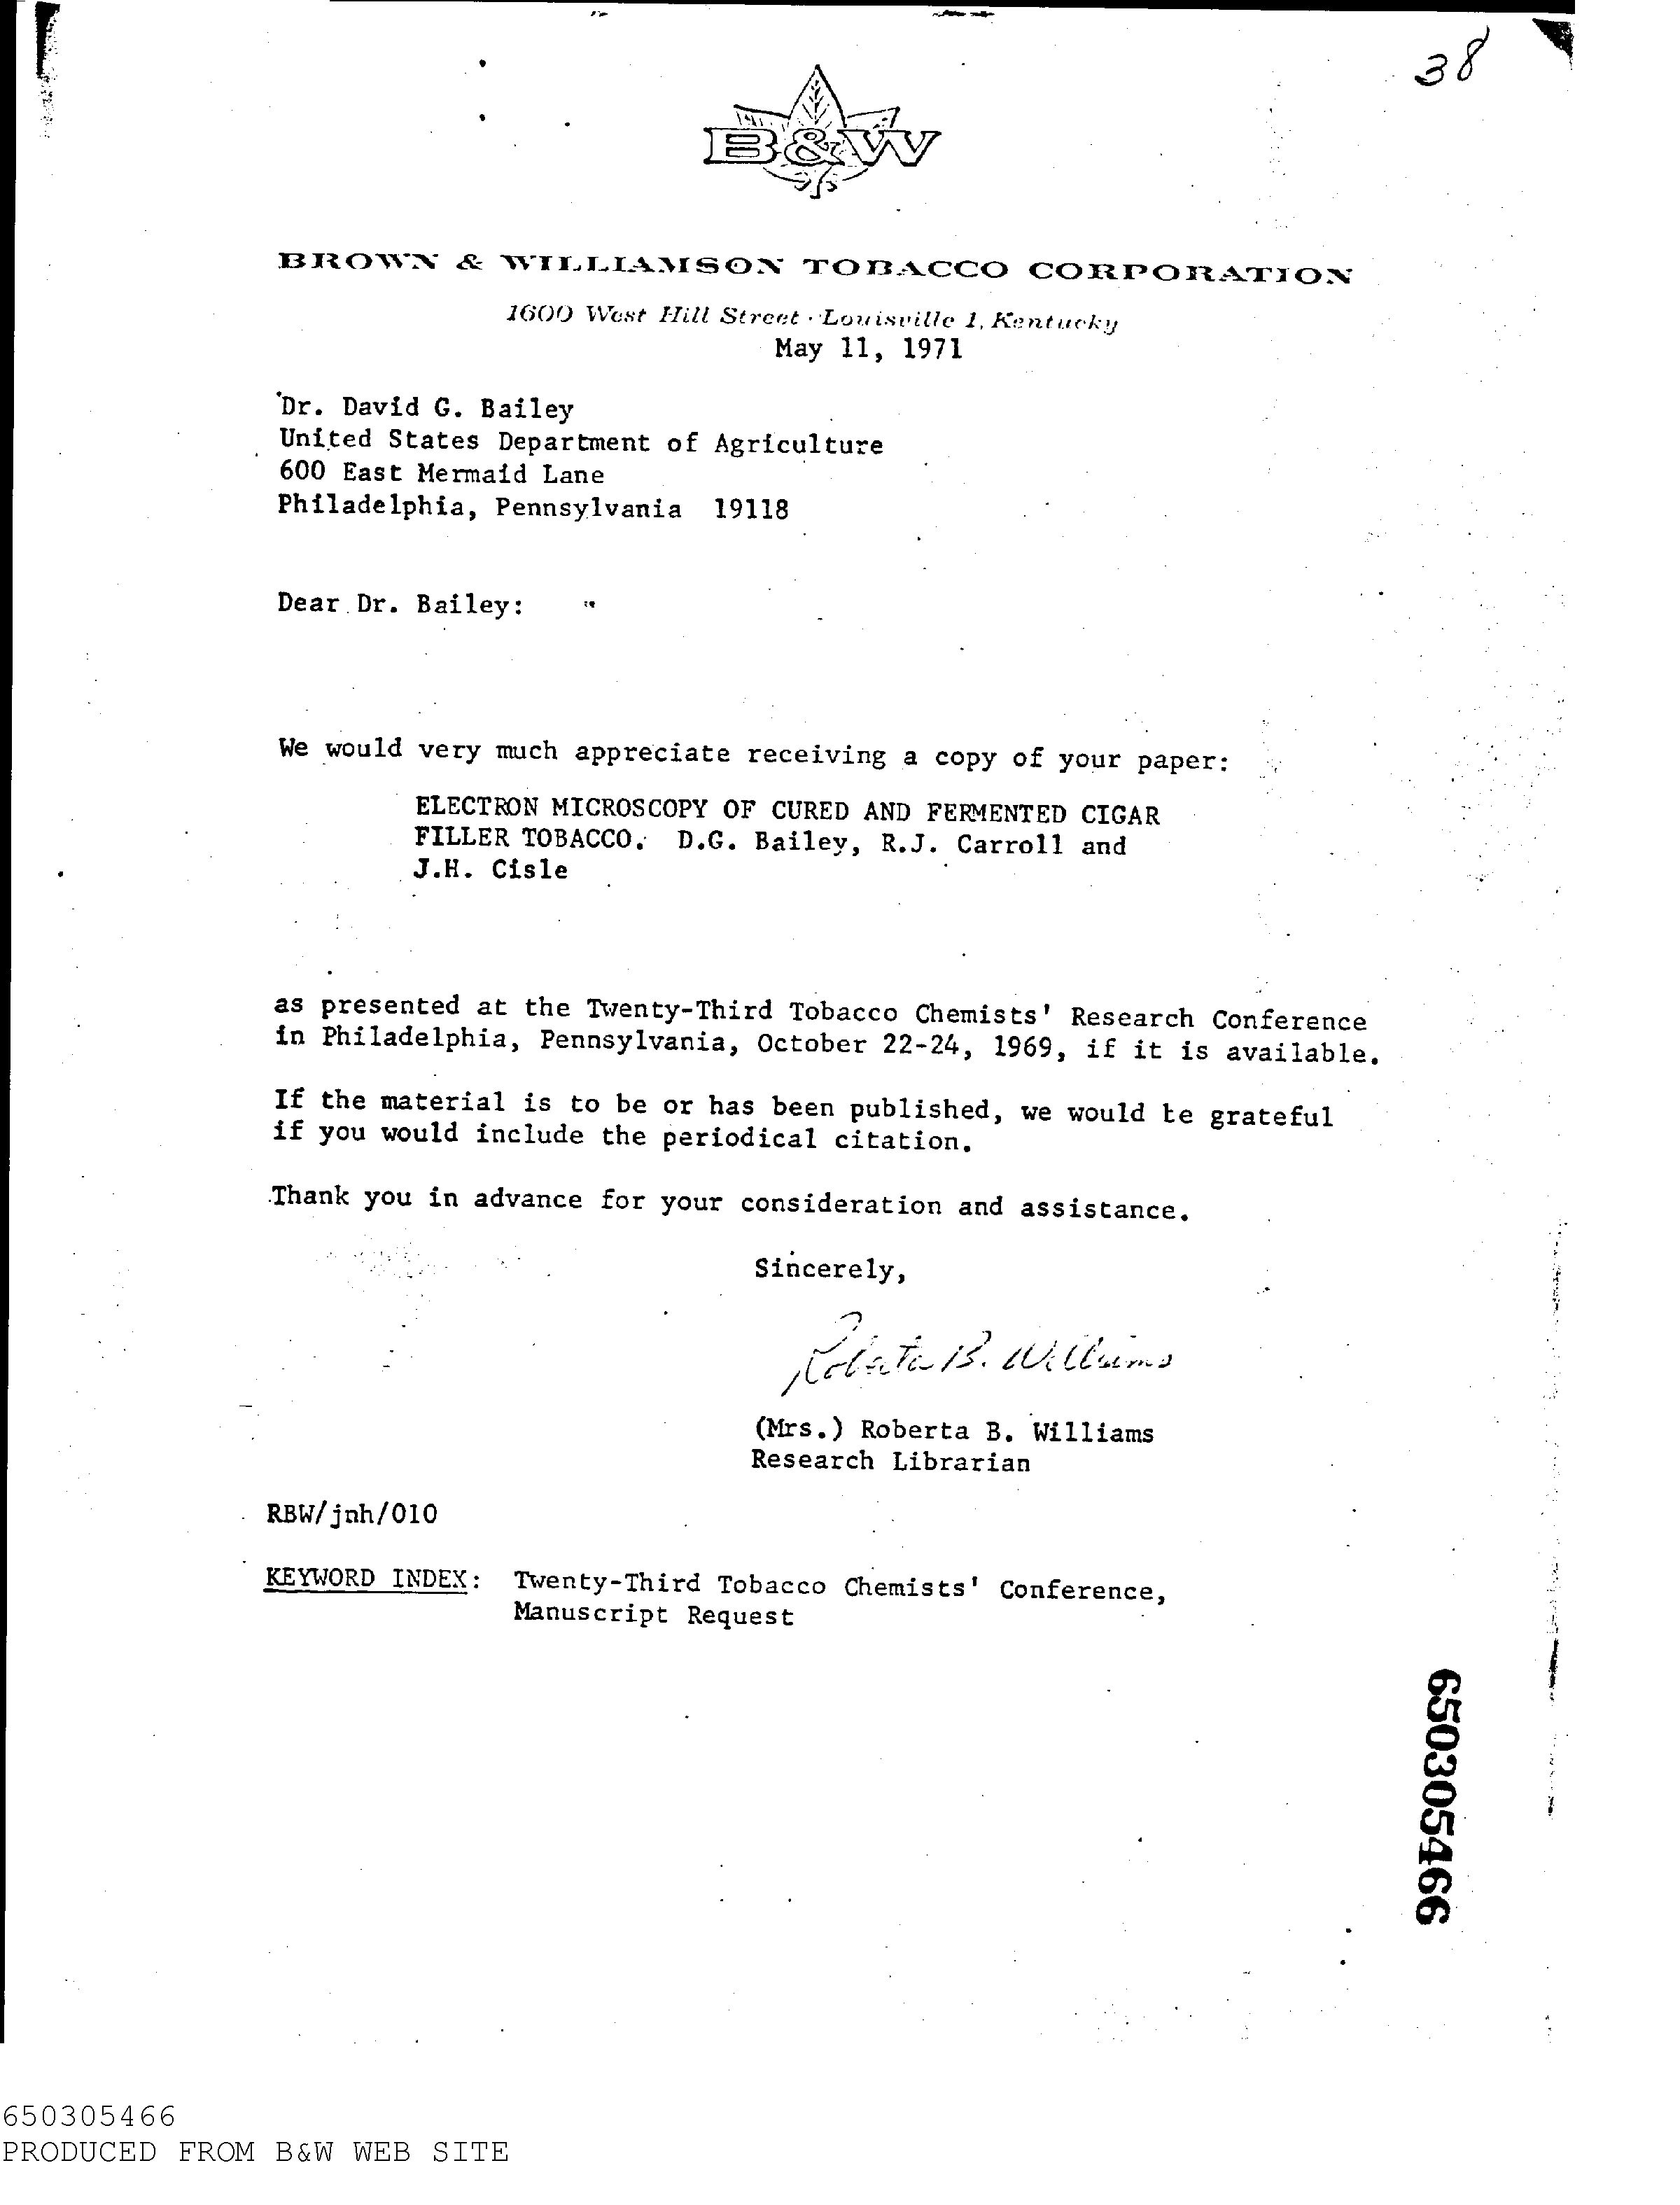 38
B&W
BROWN & WILLIAMSON TOBACCO CORPORATION
1600 West Hill Street · Louisville 1, Kentucky
May 11, 1971
Dr. David G. Bailey
United States Department of Agriculture
600 East Mermaid Lane
Philadelphia, Pennsylvania 19118
Dear Dr. Bailey:
We would very much appreciate receiving a copy of your paper:
ELECTRON MICROSCOPY OF CURED AND FERMENTED CIGAR
FILLER TOBACCO. D.G. Bailey, R.J. Carroll and
J.H. Cisle
as presented at the Twenty-Third Tobacco Chemists' Research Conference
in Philadelphia, Pennsylvania, October 22-24, 1969, if it is available.
If the material is to be or has been published, we would te grateful
if you would include the periodical citation.
Thank you in advance for your consideration and assistance.
Sincerely,
Roberta B. Williams
(Mrs.) Roberta B. Williams
Research Librarian
RBW/jnh/010
KEYWORD INDEX: Twenty-Third Tobacco Chemists' Conference,
Manuscript Request
650305466
650305466
PRODUCED FROM B&W WEB SITE